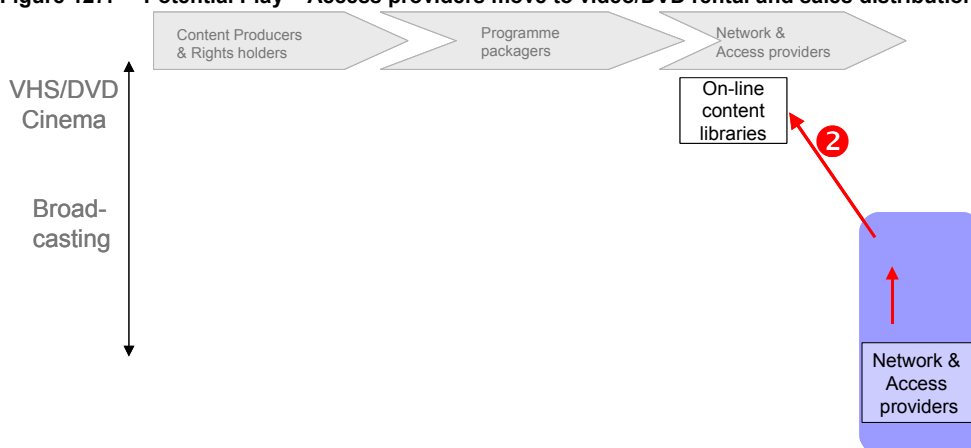 Potential Play – Access providers move to video/DVD rental and sales distribution
Content Producers
& Rights holders
Programme
packagers
Network &
Access providers
VHS/DVD
Cinema
On-line
content
libraries
2
Broad-
casting
Network &
Access
providers